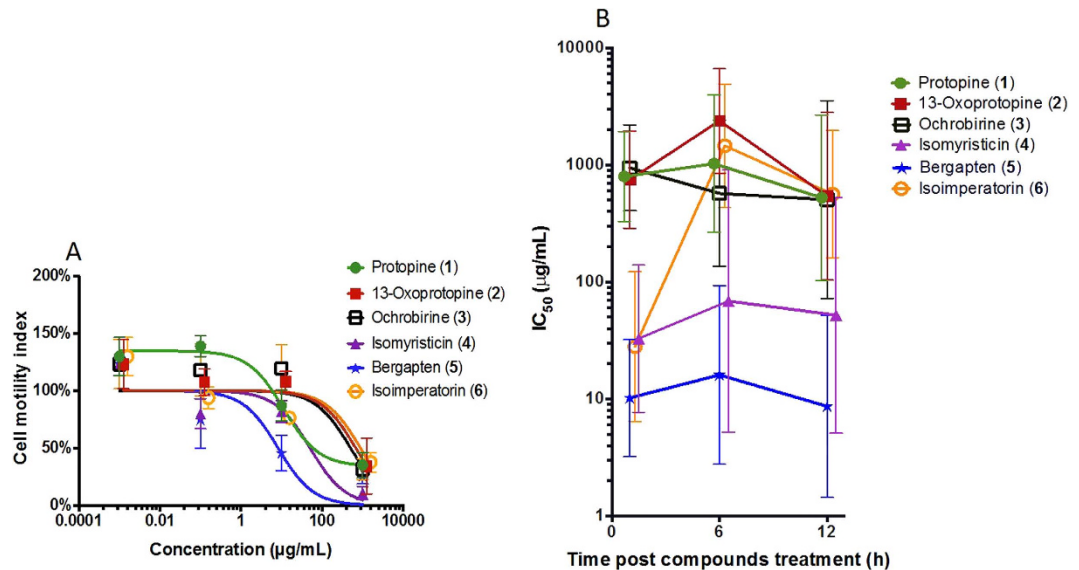 A
200%
150%
100%
50%
0%
0.0001
0.01
1
100
10000
Cell motility index
Concentration (µg/mL)
Protopine (1)
13-Oxoprotopine (2)
Ochrobirine (3)
Isomyristicin (4)
Bergapten (5)
Isoimperatorin (6)
B
10000
1000
100
10
1
0
6
12
IC50 (µg/mL)
Time post compounds treatment (h)
Protopine (1)
13-Oxoprotopine (2)
Ochrobirine (3)
Isomyristicin (4)
Bergapten (5)
Isoimperatorin (6)